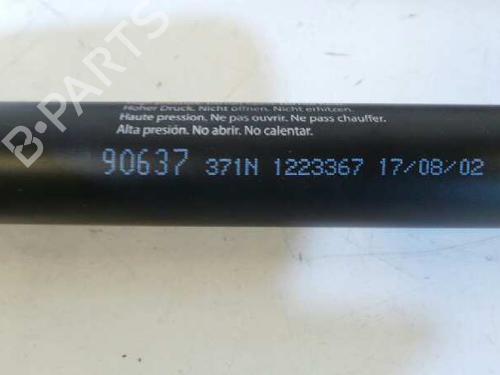 Hoher Druck. Nicht öffnen. Nicht erhitzen.
Haute pression. Ne pas ouvrir. Ne pas chauffer.
Alta presión. No abrir. No calentar.
90637 371N 1223367 17/08/02
B-PARTS